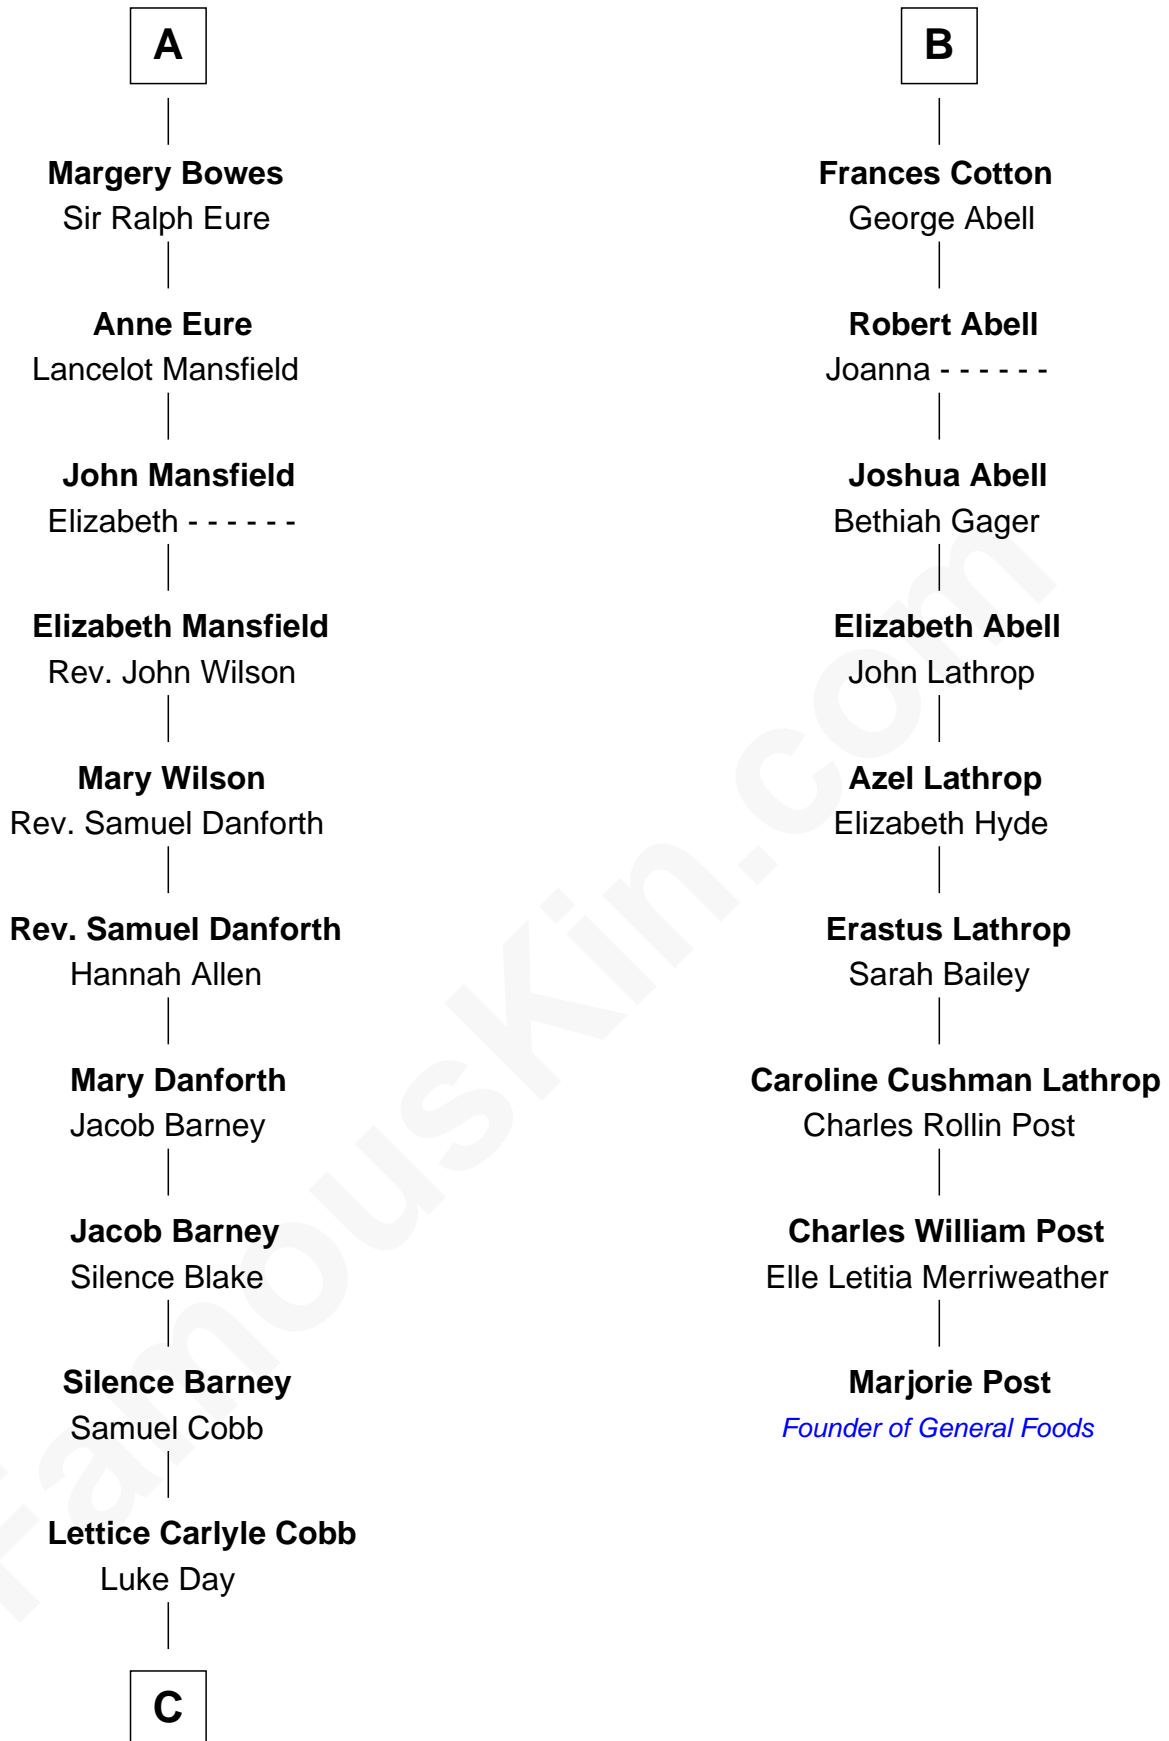 A
Margery Bowes
Sir Ralph Eure
Anne Eure
Lancelot Mansfield
John Mansfield
Elizabeth - - - - - -
Elizabeth Mansfield
Rev. John Wilson
Mary Wilson
Rev. Samuel Danforth
Rev. Samuel Danforth
Hannah Allen
Mary Danforth
Jacob Barney
Jacob Barney
Silence Blake
Silence Barney
Samuel Cobb
Lettice Carlyle Cobb
Luke Day
C
B
Frances Cotton
George Abell
Robert Abell
Joanna - - - - - -
Joshua Abell
Bethiah Gager
Elizabeth Abell
John Lathrop
Azel Lathrop
Elizabeth Hyde
Erastus Lathrop
Sarah Bailey
Caroline Cushman Lathrop
Charles Rollin Post
Charles William Post
Elle Letitia Merriweather
Marjorie Post
Founder of General Foods
FamousKin.com